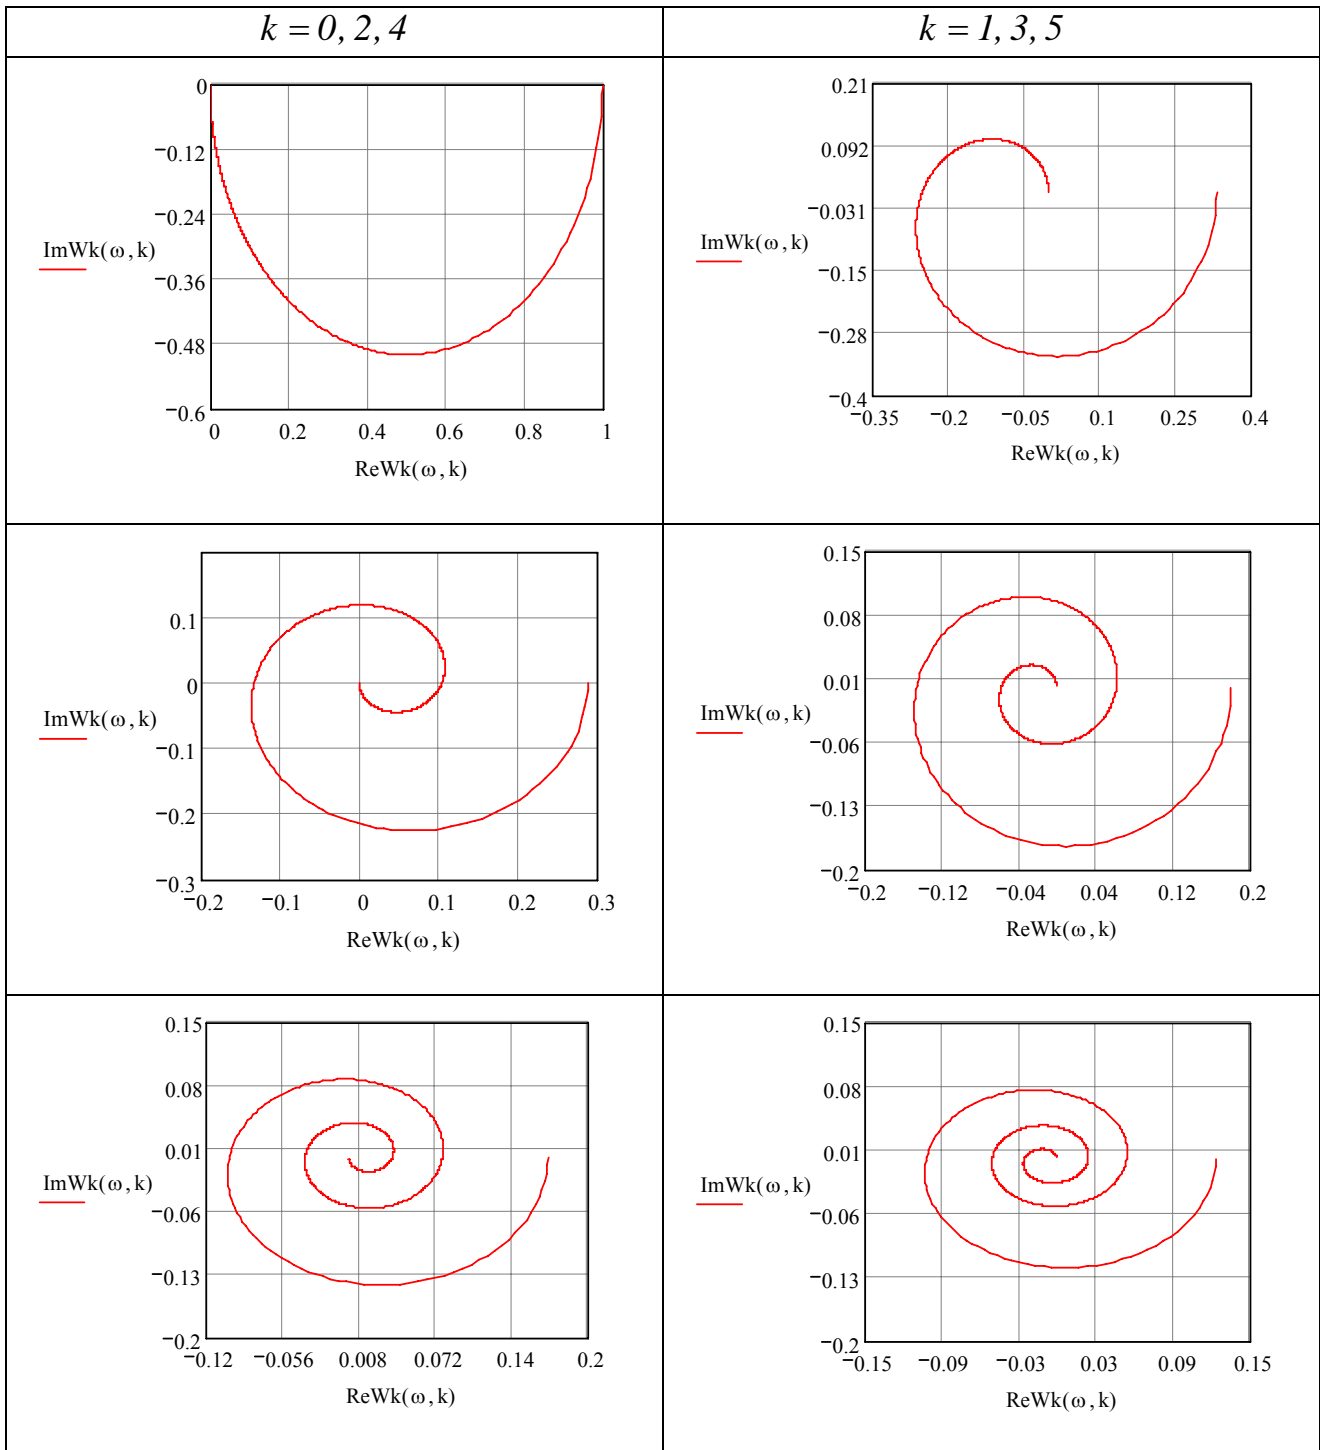 k = 0, 2, 4
k = 1, 3, 5
0
−0.12
−0.24
−0.36
−0.48
−0.6
ImWk(ω, k)
0 0.2 0.4 0.6 0.8 1
ReWk(ω, k)
0.21
0.092
−0.031
−0.15
−0.28
−0.4
ImWk(ω, k)
−0.35 −0.2 −0.05 0.1 0.25 0.4
ReWk(ω, k)
0.1
0
−0.1
−0.2
−0.3
ImWk(ω, k)
−0.2 −0.1 0 0.1 0.2 0.3
ReWk(ω, k)
0.15
0.08
0.01
−0.06
−0.13
−0.2
ImWk(ω, k)
−0.2 −0.12 −0.04 0.04 0.12 0.2
ReWk(ω, k)
0.15
0.08
0.01
−0.06
−0.13
−0.2
ImWk(ω, k)
−0.12 −0.056 0.008 0.072 0.14 0.2
ReWk(ω, k)
0.15
0.08
0.01
−0.06
−0.13
−0.2
ImWk(ω, k)
−0.15 −0.09 −0.03 0.03 0.09 0.15
ReWk(ω, k)